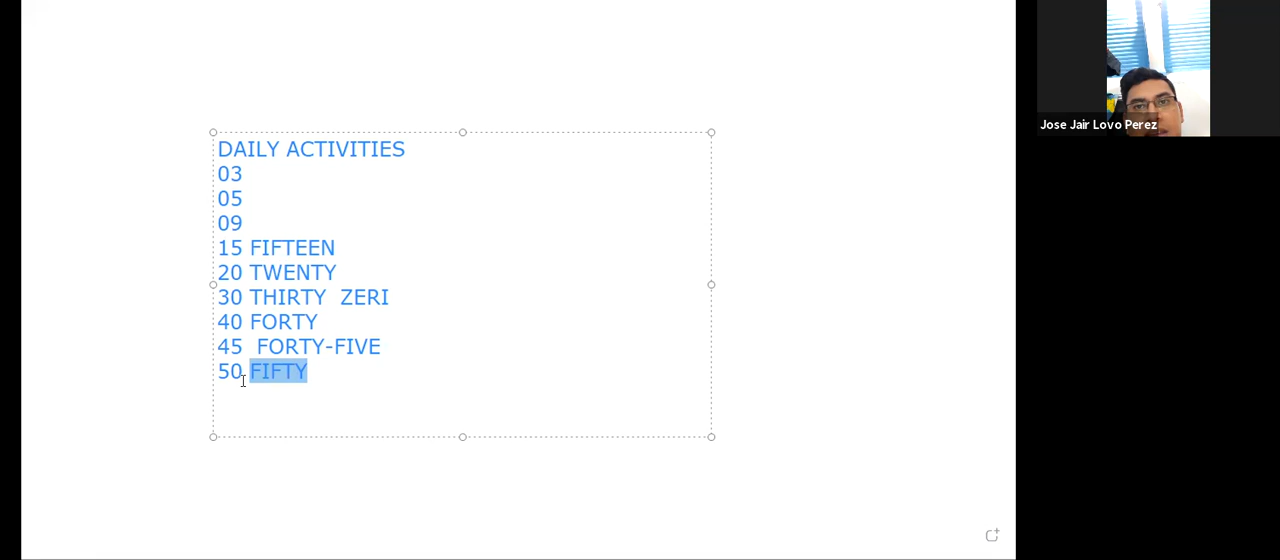 DAILY ACTIVITIES
03
05
09
15 FIFTEEN
20 TWENTY
30 THIRTY  ZERI
40 FORTY
45  FORTY-FIVE
50 FIFTY
Jose Jair Lovo Perez